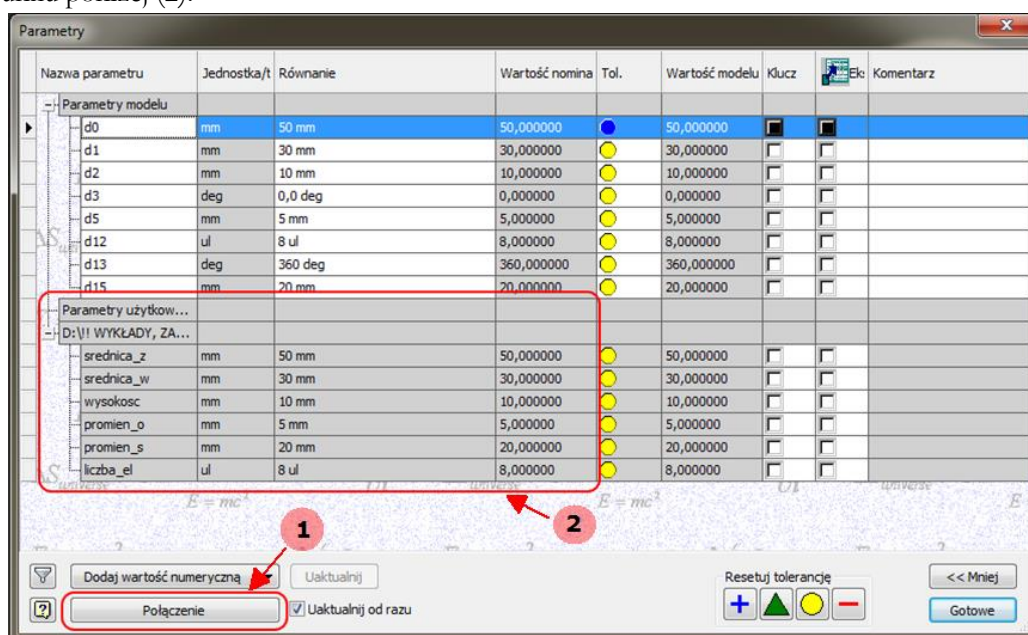 Parametry
Nazwa parametru Jednostka/t Równanie Wartość nomina Tol. Wartość modelu Klucz Ek: Komentarz
Parametry modelu
d0 mm 50 mm 50,000000 50,000000
d1 mm 30 mm 30,000000 30,000000
d2 mm 10 mm 10,000000 10,000000
d3 deg 0,0 deg 0,000000 0,000000
d5 mm 5 mm 5,000000 5,000000
d12 ul 8 ul 8,000000 8,000000
d13 deg 360 deg 360,000000 360,000000
d15 mm 20 mm 20,000000 20,000000
Parametry użytkow...
D:\!! WYKŁADY, ZA...
srednica_z mm 50 mm 50,000000 50,000000
srednica_w mm 30 mm 30,000000 30,000000
wysokosc mm 10 mm 10,000000 10,000000
promien_o mm 5 mm 5,000000 5,000000
promien_s mm 20 mm 20,000000 20,000000
liczba_el ul 8 ul 8,000000 8,000000
E = mc² E = mc² E
1 2
Dodaj wartość numeryczną Uaktualnij Resetuj tolerancję << Mniej
Połączenie Uaktualnij od razu Gotowe